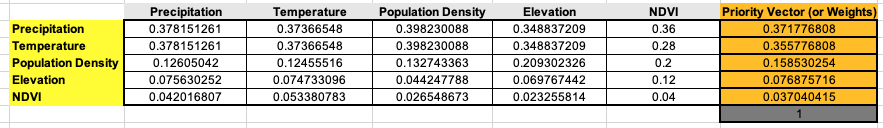 Precipitation Temperature Population Density Elevation NDVI Priority Vector (or Weights)
Precipitation 0.378151261 0.37366548 0.398230088 0.348837209 0.36 0.371776808
Temperature 0.378151261 0.37366548 0.398230088 0.348837209 0.28 0.355776808
Population Density 0.12605042 0.12455516 0.132743363 0.209302326 0.2 0.158530254
Elevation 0.075630252 0.074733096 0.044247788 0.069767442 0.12 0.076875716
NDVI 0.042016807 0.053380783 0.026548673 0.023255814 0.04 0.037040415
1